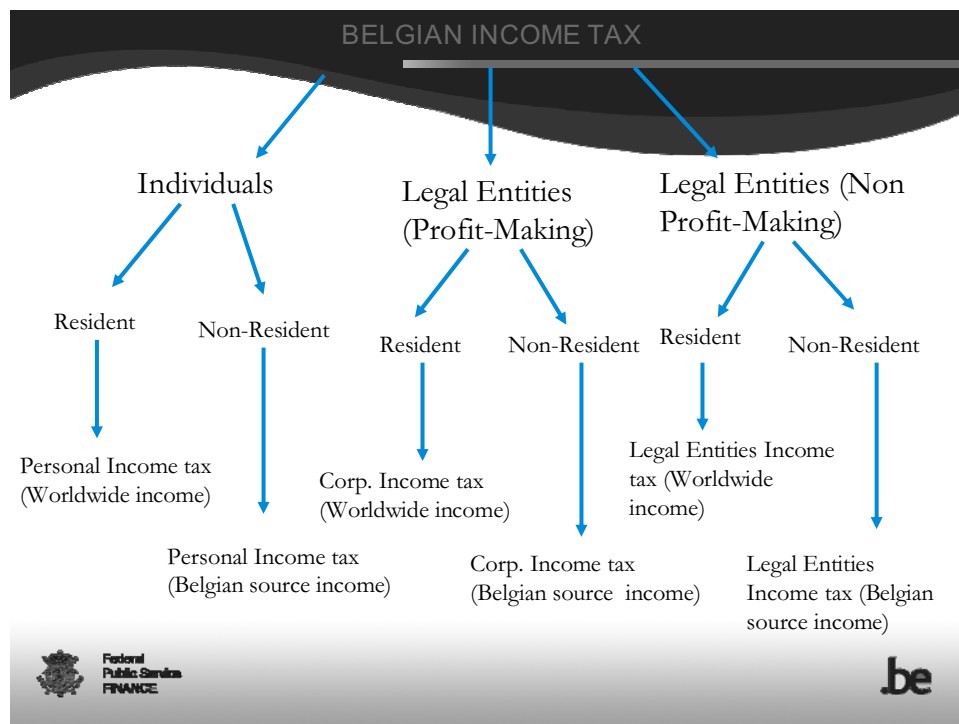 BELGIAN INCOME TAX
Individuals
Legal Entities
(Profit-Making)
Legal Entities (Non
Profit-Making)
Resident
Non-Resident
Resident
Non-Resident
Resident
Non-Resident
Personal Income tax
(Worldwide income)
Personal Income tax
(Belgian source income)
Corp. Income tax
(Worldwide income)
Corp. Income tax
(Belgian source income)
Legal Entities Income
tax (Worldwide
income)
Legal Entities
Income tax (Belgian
source income)
Federal
Public Service
FINANCE
.be